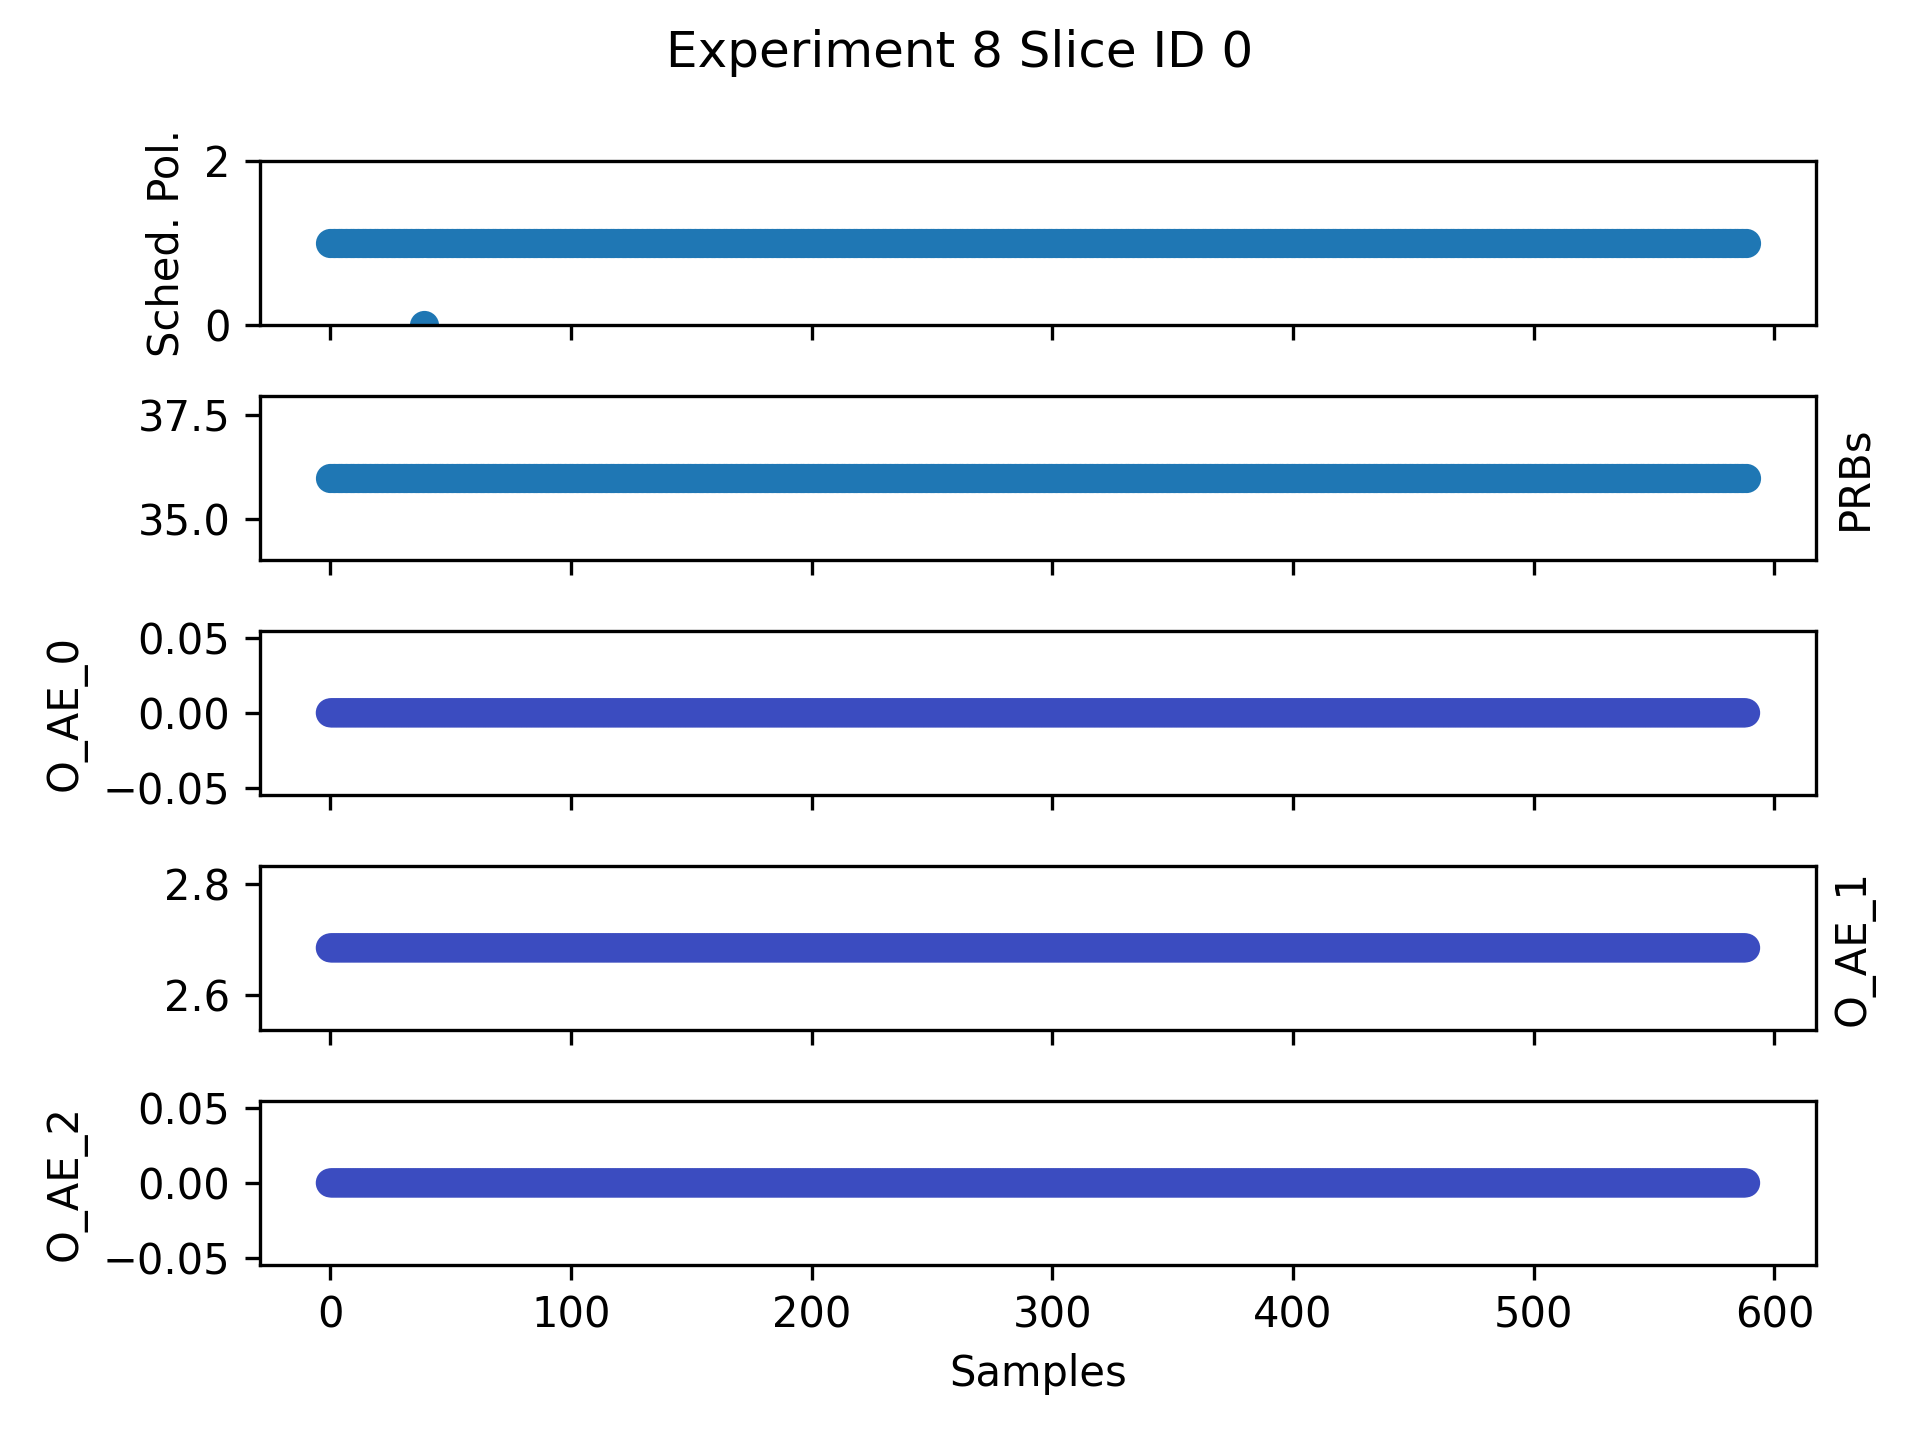 Experiment 8 Slice ID 0
Sched. Pol.
2
0
37.5
35.0
PRBs
O_AE_0
0.05
0.00
−0.05
2.8
2.6
O_AE_1
O_AE_2
0.05
0.00
−0.05
0 100 200 300 400 500 600
Samples